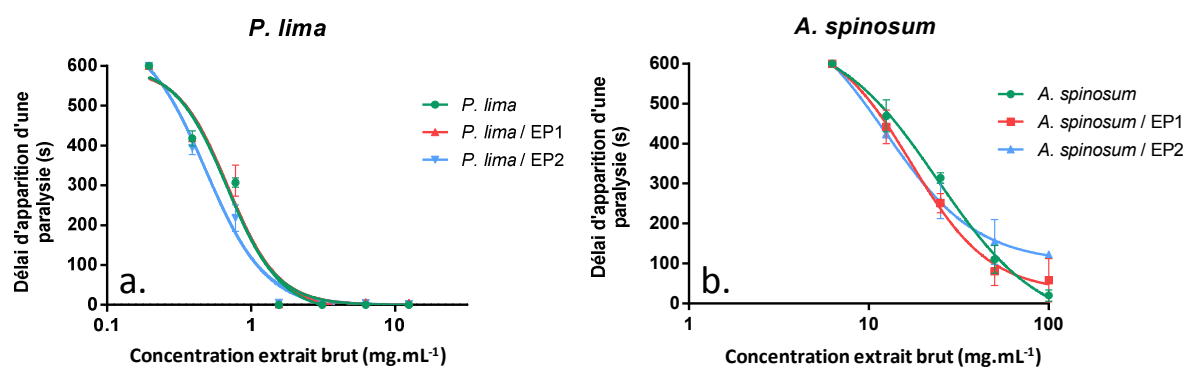 P. lima
600
500
400
300
200
100
0
0.1
1
10
Délai d'apparition d'une
paralysie (s)
Concentration extrait brut (mg.mL-1)
a.
P. lima
P. lima / EP1
P. lima / EP2
A. spinosum
600
500
400
300
200
100
0
1
10
100
Délai d'apparition d'une
paralysie (s)
Concentration extrait brut (mg.mL-1)
b.
A. spinosum
A. spinosum / EP1
A. spinosum / EP2